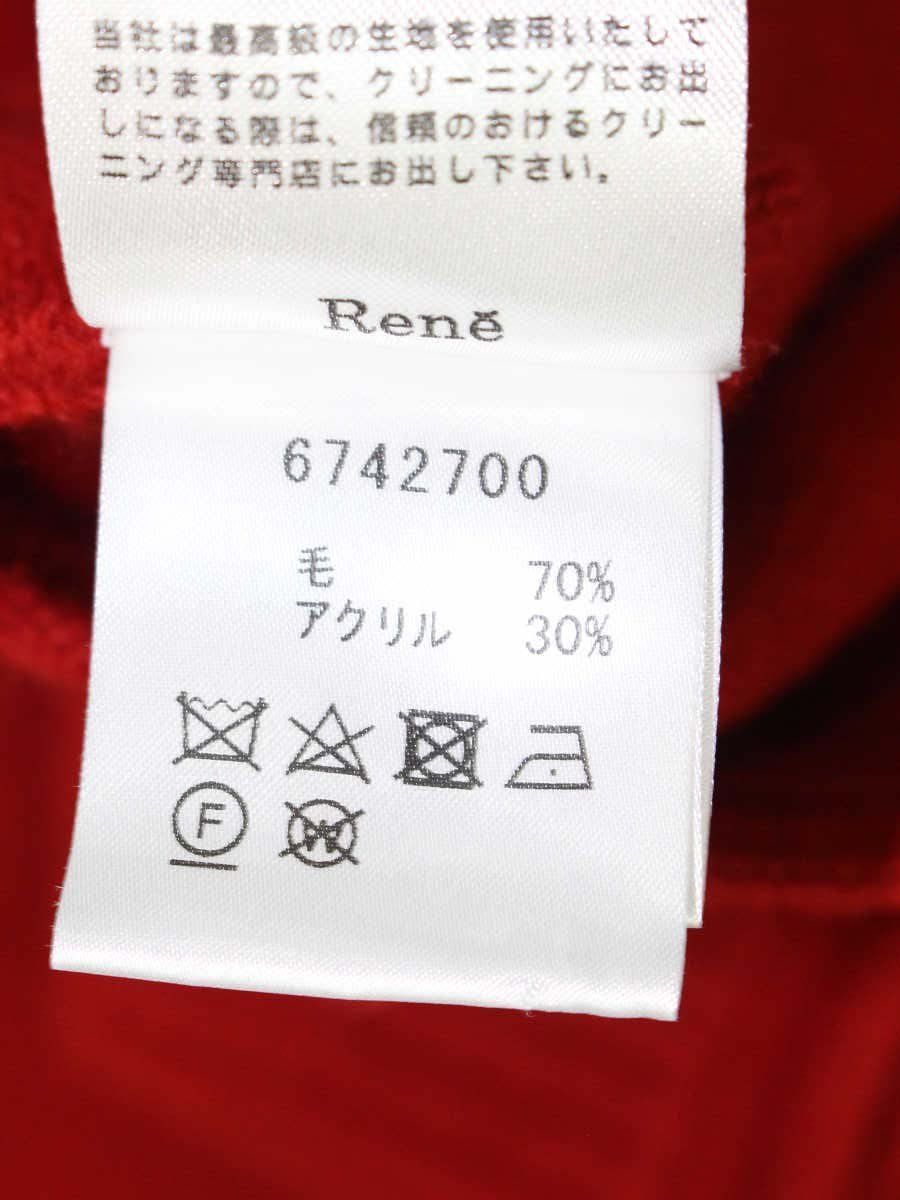 当社は最高級の生地を使用いたして
おりますので、クリーニングにお出
しになる際は、信頼のおけるクリー
ニング専門店にお出し下さい。
René
6742700
毛 70%
アクリル 30%
F
W